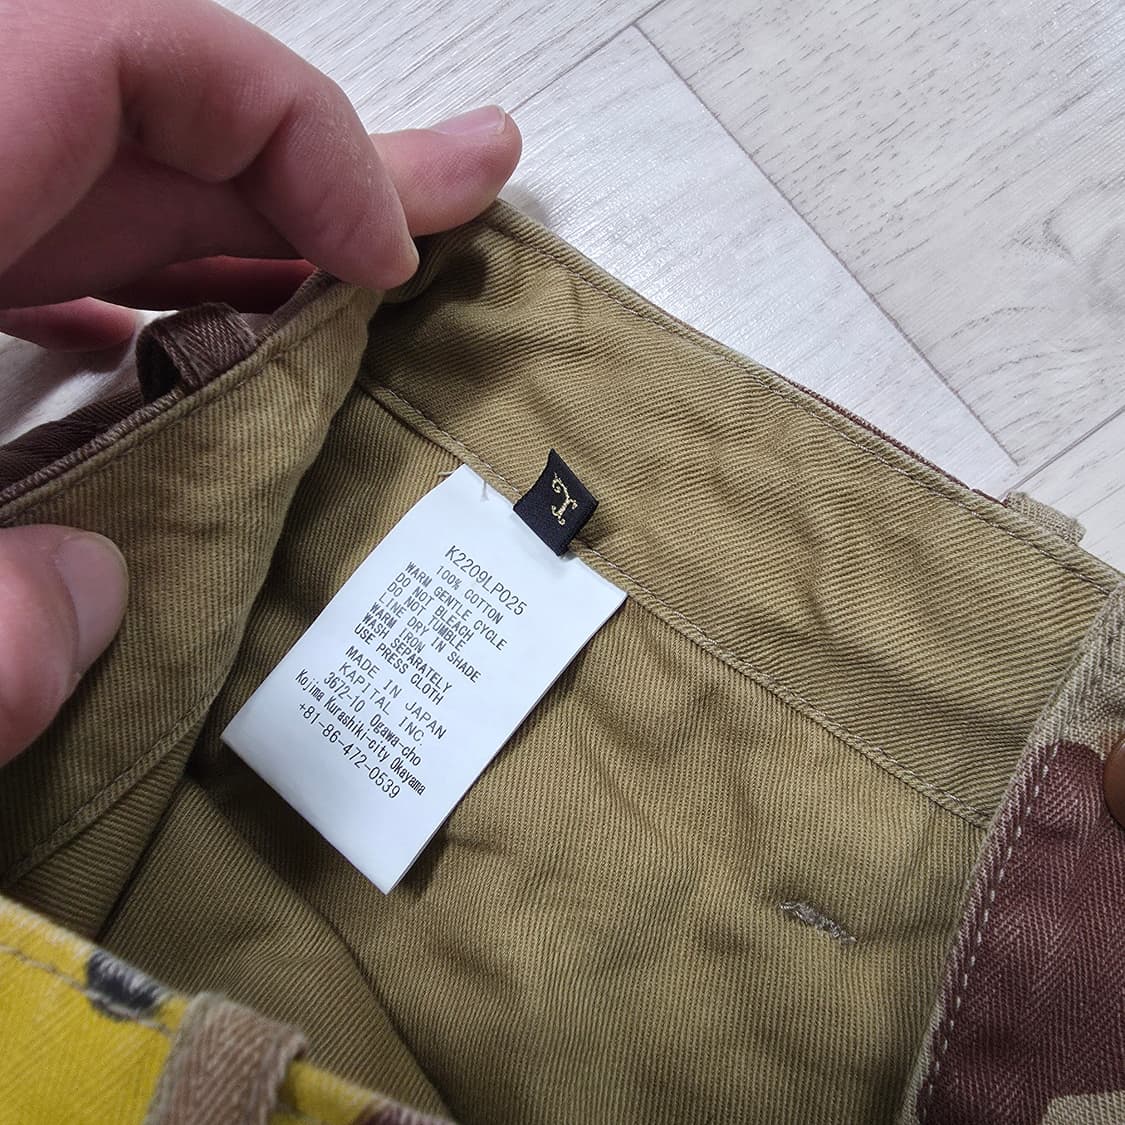 K2209LP025
100% COTTON
WARM GENTLE CYCLE
DO NOT BLEACH
DO NOT TUMBLE
LINE DRY IN SHADE
WARM IRON
WASH SEPARATELY
USE PRESS CLOTH
MADE IN JAPAN
KAPITAL INC.
3672-10 Ogawa-cho
Kojima Kurashiki-city Okayama
+81-86-472-0539